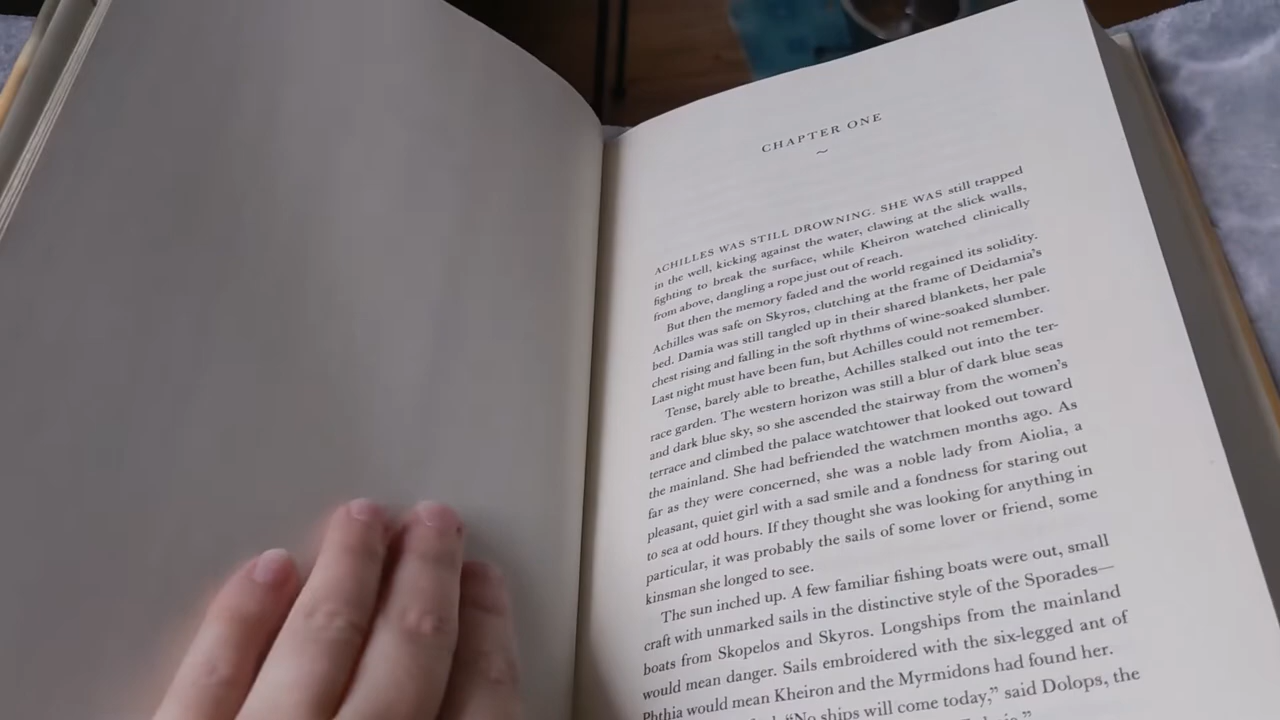 CHAPTER ONE
~
ACHILLES WAS STILL DROWNING. SHE WAS still trapped
in the well, kicking against the water, clawing at the slick walls,
fighting to break the surface, while Kheiron watched clinically
from above, dangling a rope just out of reach.
But then the memory faded and the world regained its solidity.
Achilles was safe on Skyros, clutching at the frame of Deidamia’s
bed. Damia was still tangled up in their shared blankets, her pale
chest rising and falling in the soft rhythms of wine-soaked slumber.
Last night must have been fun, but Achilles could not remember.
Tense, barely able to breathe, Achilles stalked out into the ter-
race garden. The western horizon was still a blur of dark blue seas
and dark blue sky, so she ascended the stairway from the women’s
terrace and climbed the palace watchtower that looked out toward
the mainland. She had befriended the watchmen months ago. As
far as they were concerned, she was a noble lady from Aiolia, a
pleasant, quiet girl with a sad smile and a fondness for staring out
to sea at odd hours. If they thought she was looking for anything in
particular, it was probably the sails of some lover or friend, some
kinsman she longed to see.
The sun inched up. A few familiar fishing boats were out, small
craft with unmarked sails in the distinctive style of the Sporades—
boats from Skopelos and Skyros. Longships from the mainland
would mean danger. Sails embroidered with the six-legged ant of
Phthia would mean Kheiron and the Myrmidons had found her.
“No ships will come today,” said Dolops, the